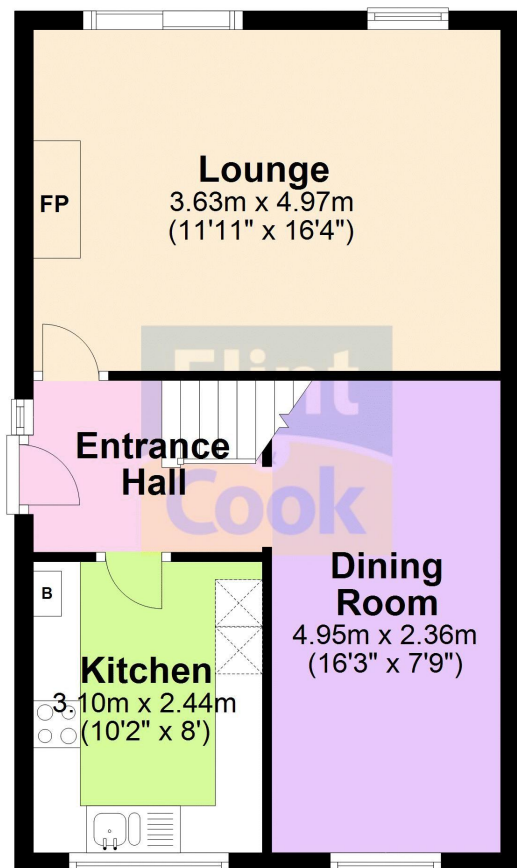 Lounge
3.63m x 4.97m
(11'11" x 16'4")
FP
Flint
&
Cook
Entrance
Hall
Dining
Room
4.95m x 2.36m
(16'3" x 7'9")
B
Kitchen
3.10m x 2.44m
(10'2" x 8')